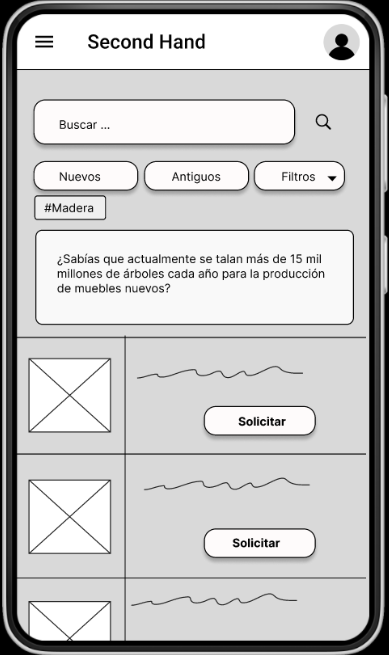 Second Hand
Buscar ...
Nuevos
Antiguos
Filtros
#Madera
¿Sabías que actualmente se talan más de 15 mil
millones de árboles cada año para la producción
de muebles nuevos?
Solicitar
Solicitar